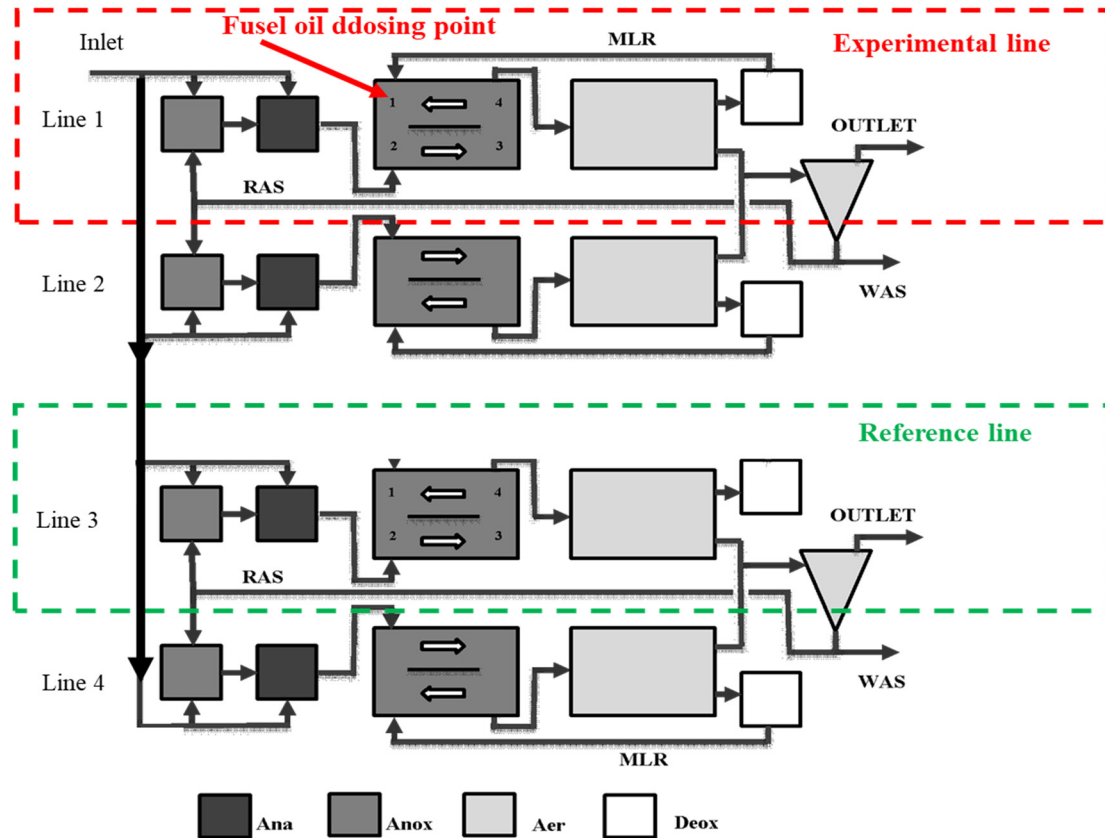 Inlet
Fusel oil ddosing point
MLR
Experimental line
Line 1
1
4
2
3
OUTLET
RAS
Line 2
WAS
Reference line
Line 3
1
4
2
3
OUTLET
RAS
Line 4
WAS
MLR
Ana
Anox
Aer
Deox